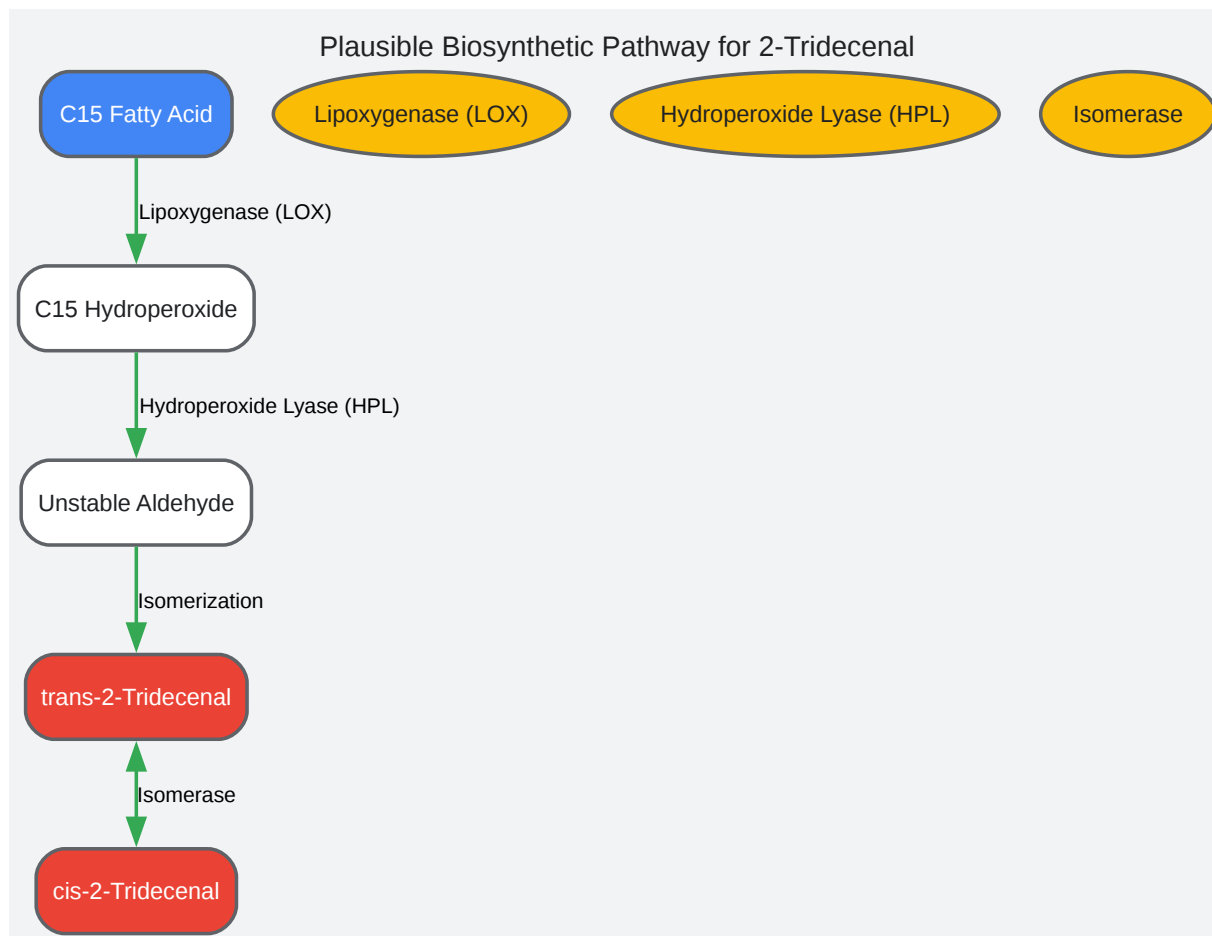 Plausible Biosynthetic Pathway for 2-Tridecenal
C15 Fatty Acid
Lipoxygenase (LOX)
Hydroperoxide Lyase (HPL)
Isomerase
Lipoxygenase (LOX)
C15 Hydroperoxide
Hydroperoxide Lyase (HPL)
Unstable Aldehyde
Isomerization
trans-2-Tridecenal
Isomerase
cis-2-Tridecenal